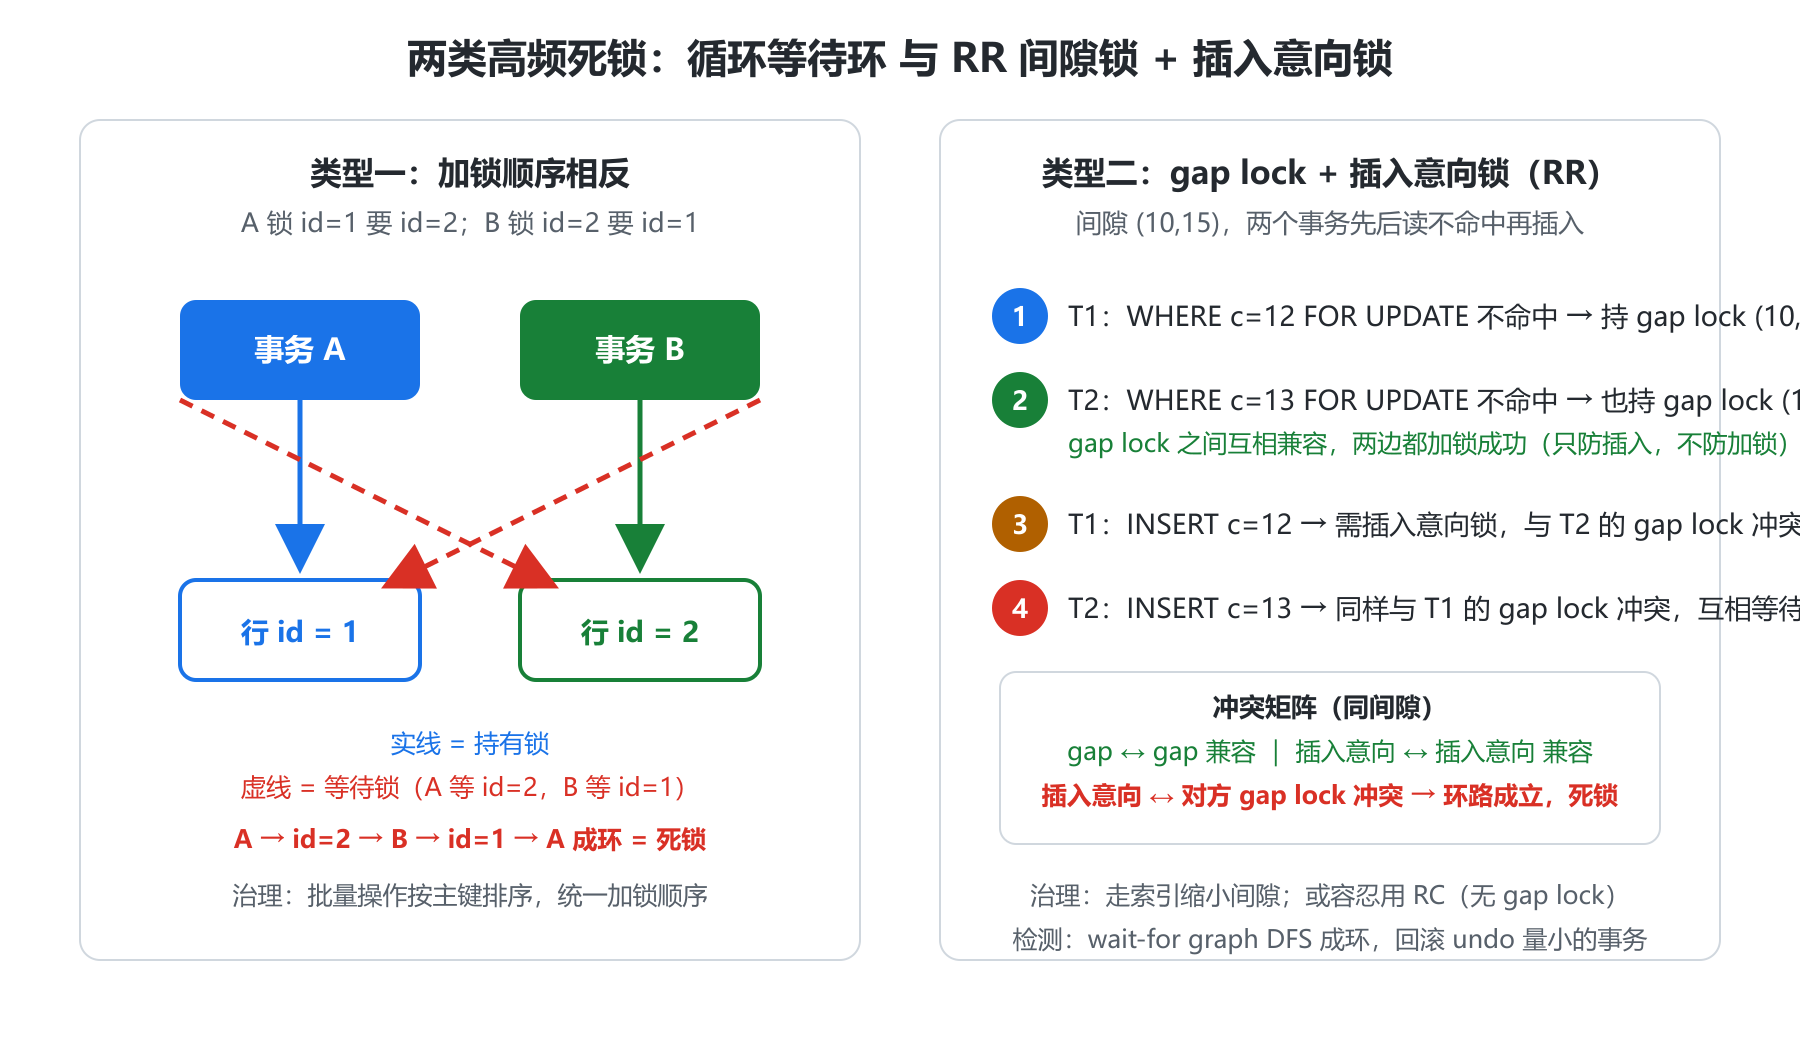 两类高频死锁：循环等待环 与 RR 间隙锁 + 插入意向锁
类型一：加锁顺序相反
A 锁 id=1 要 id=2；B 锁 id=2 要 id=1
事务 A
事务 B
行 id = 1
行 id = 2
实线 = 持有锁
虚线 = 等待锁（A 等 id=2，B 等 id=1）
A → id=2 → B → id=1 → A 成环 = 死锁
治理：批量操作按主键排序，统一加锁顺序
类型二：gap lock + 插入意向锁（RR）
间隙 (10,15)，两个事务先后读不命中再插入
1 T1：WHERE c=12 FOR UPDATE 不命中 → 持 gap lock (10,
2 T2：WHERE c=13 FOR UPDATE 不命中 → 也持 gap lock (1
gap lock 之间互相兼容，两边都加锁成功（只防插入，不防加锁）
3 T1：INSERT c=12 → 需插入意向锁，与 T2 的 gap lock 冲突
4 T2：INSERT c=13 → 同样与 T1 的 gap lock 冲突，互相等待
冲突矩阵（同间隙）
gap ↔ gap 兼容 ｜ 插入意向 ↔ 插入意向 兼容
插入意向 ↔ 对方 gap lock 冲突 → 环路成立，死锁
治理：走索引缩小间隙；或容忍用 RC（无 gap lock）
检测：wait-for graph DFS 成环，回滚 undo 量小的事务